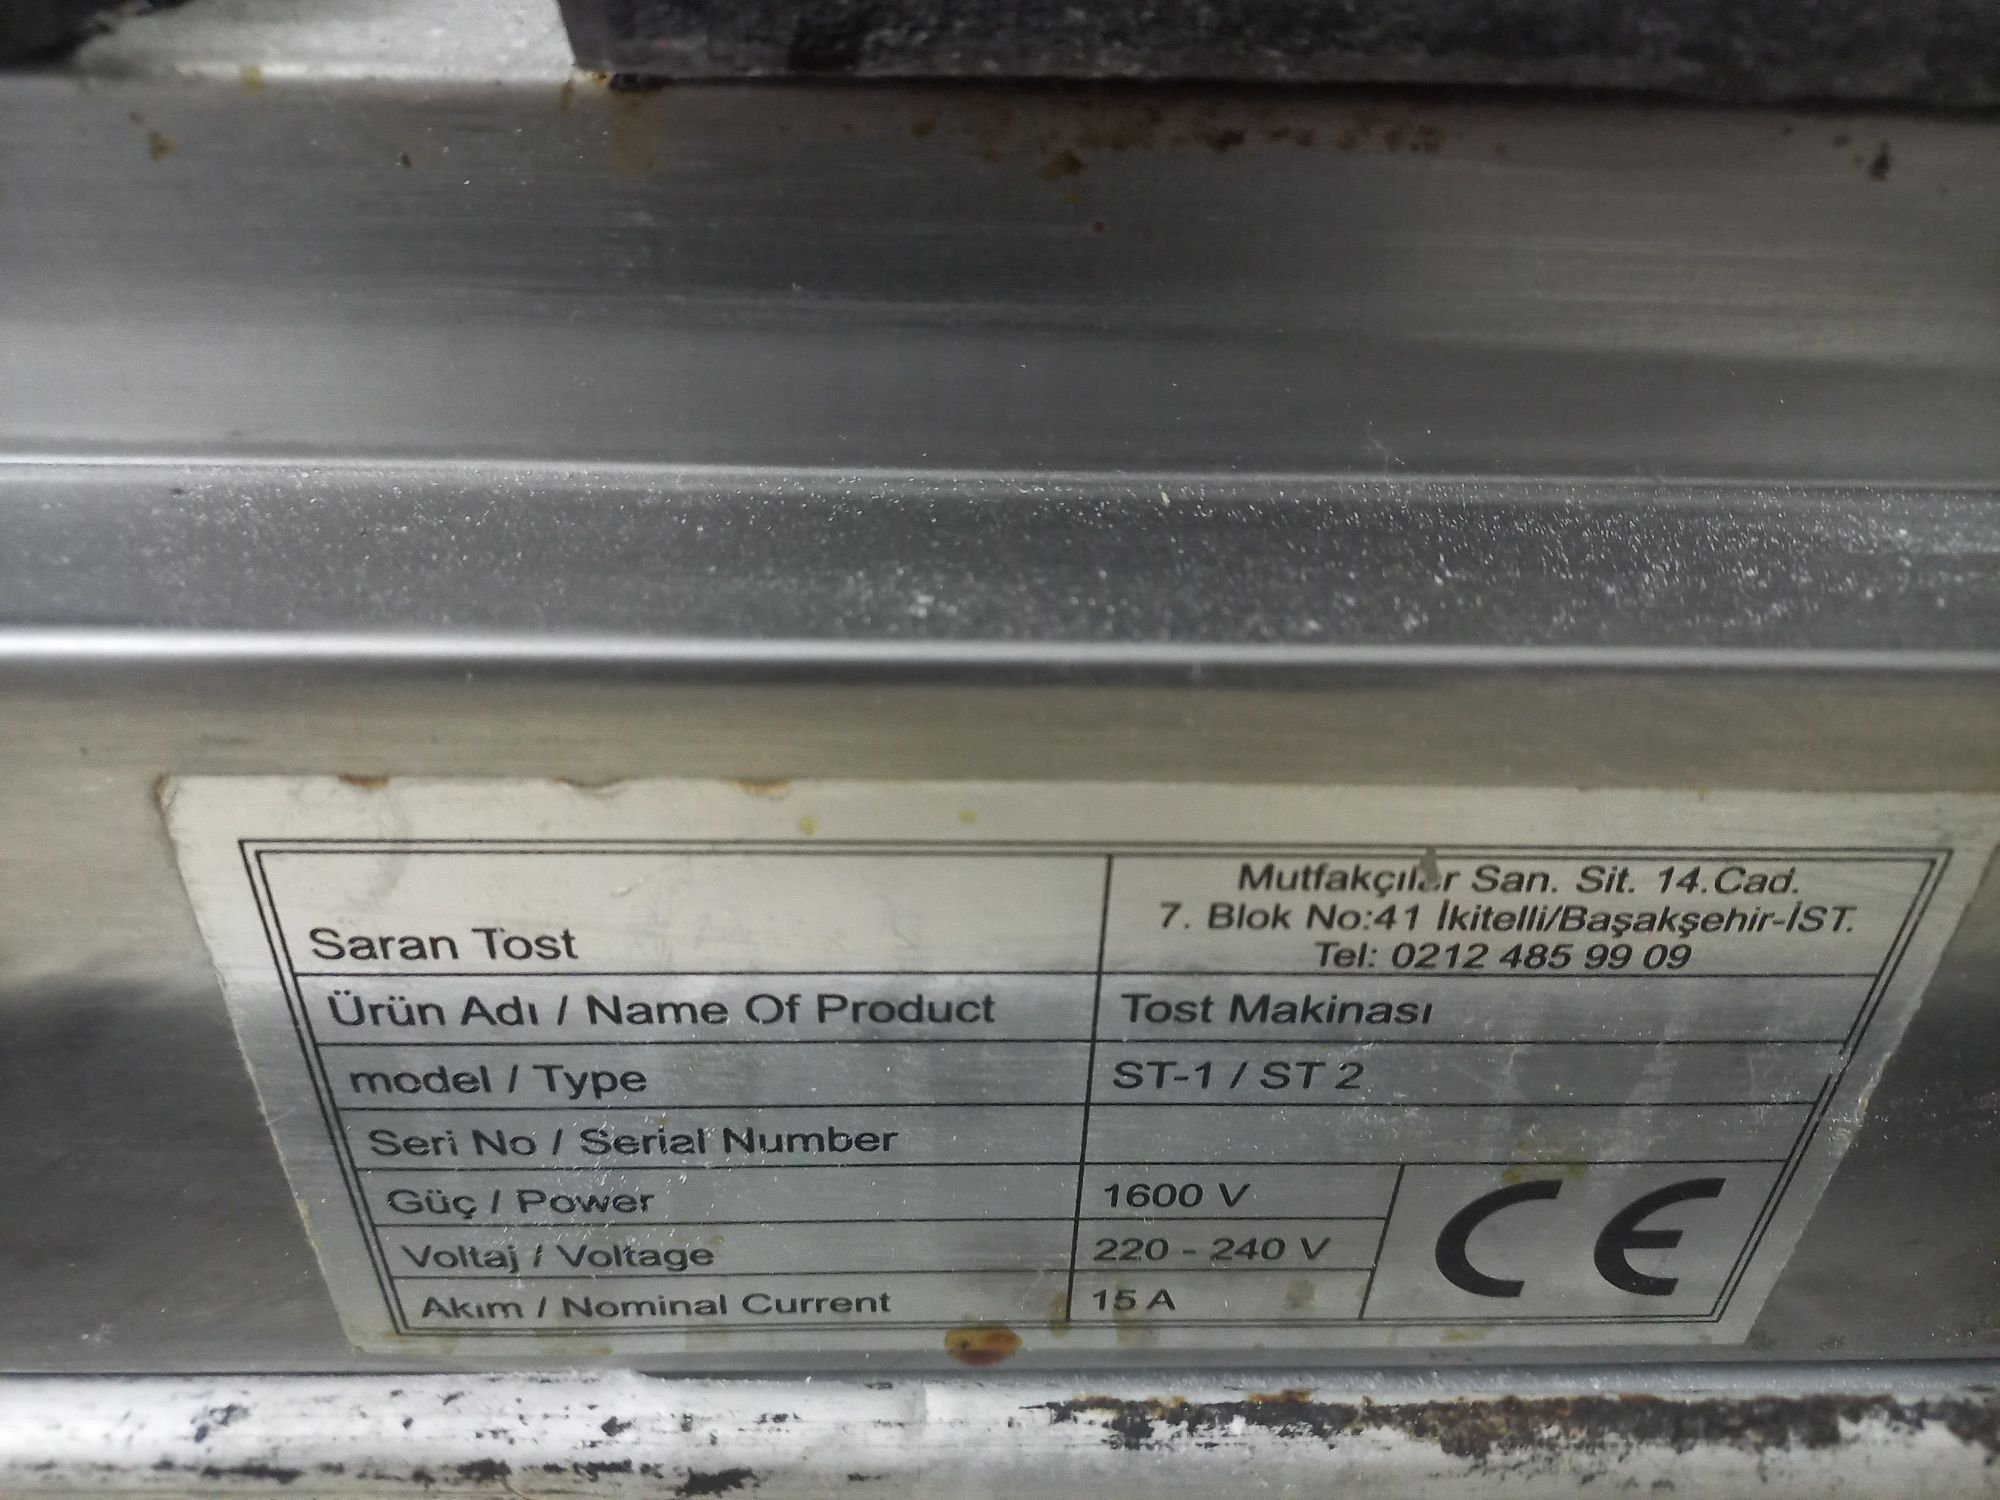 Saran Tost
Mutfakçılar San. Sit. 14.Cad.
7. Blok No:41 İkitelli/Başakşehir-İST.
Tel: 0212 485 99 09
Ürün Adı / Name Of Product Tost Makinası
model / Type ST-1 / ST 2
Seri No / Serial Number
Güç / Power 1600 V
Voltaj / Voltage 220 - 240 V
Akım / Nominal Current 15 A
CE